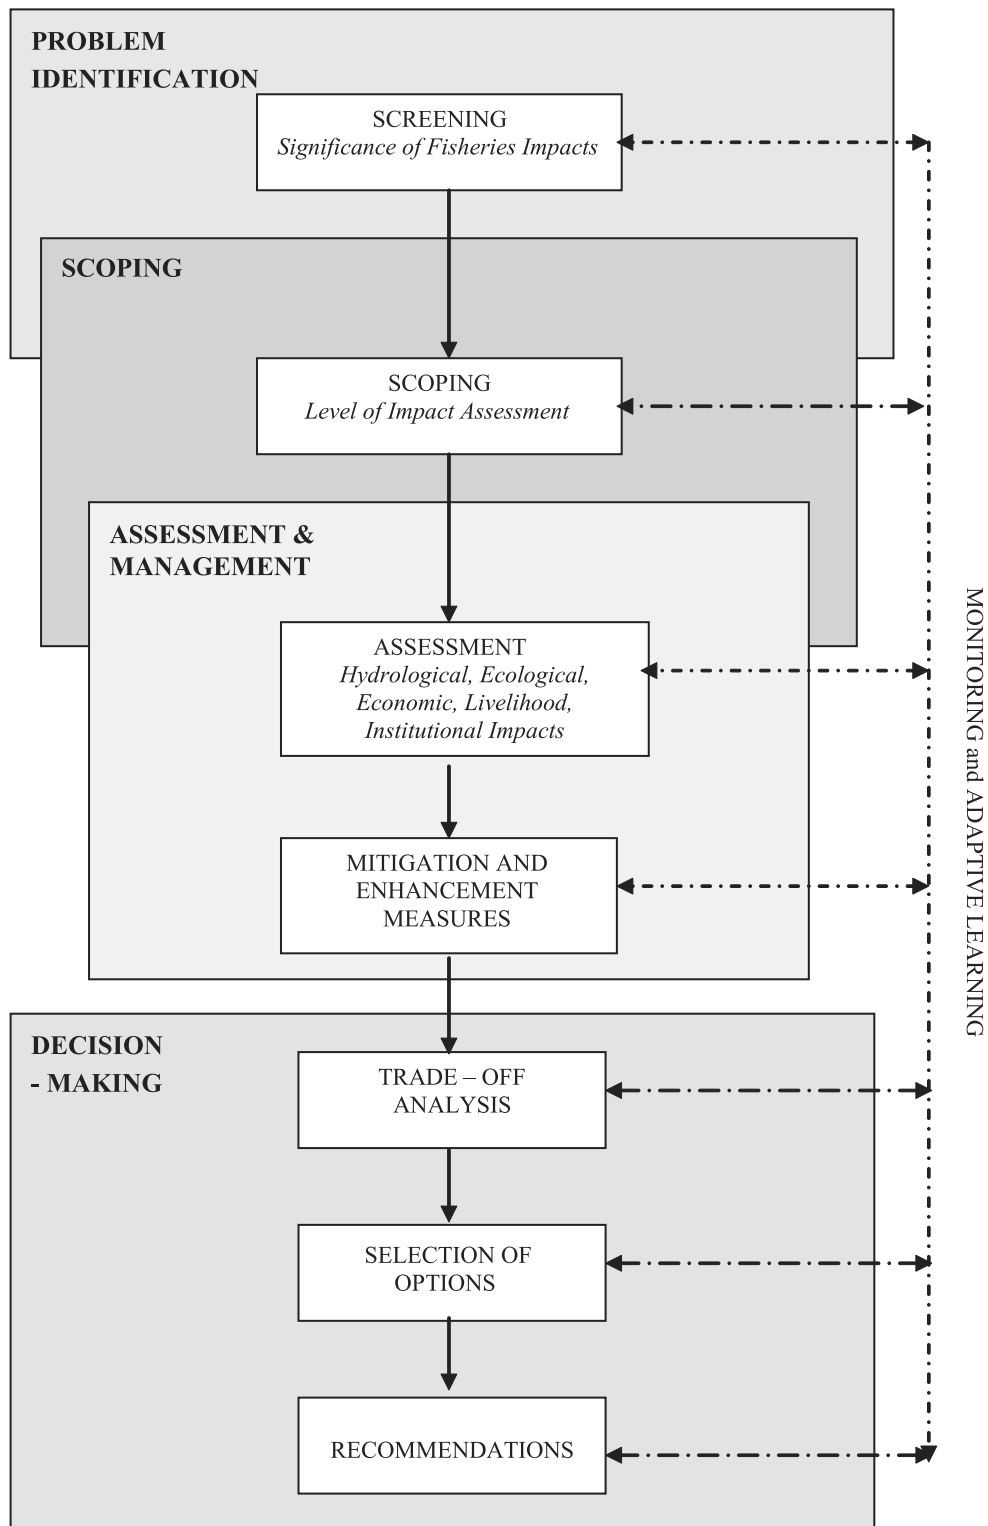 PROBLEM
IDENTIFICATION
SCREENING
Significance of Fisheries Impacts
SCOPING
SCOPING
Level of Impact Assessment
ASSESSMENT &
MANAGEMENT
ASSESSMENT
Hydrological, Ecological,
Economic, Livelihood,
Institutional Impacts
MITIGATION AND
ENHANCEMENT
MEASURES
DECISION
- MAKING
TRADE – OFF
ANALYSIS
SELECTION OF
OPTIONS
RECOMMENDATIONS
MONITORING and ADAPTIVE LEARNING